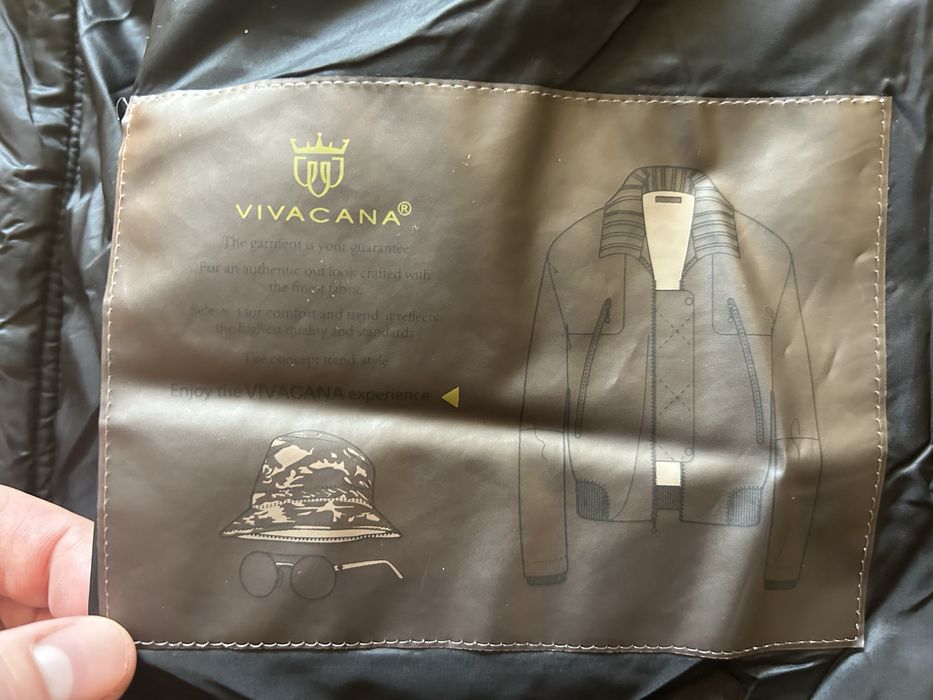 VIVACANA®
The garment is your guarantee
For an authentic out look crafted with
the finest fabric
for comfort and trend it reflects
the highest quality and standards
The concept trend style
Enjoy the VIVACANA experience